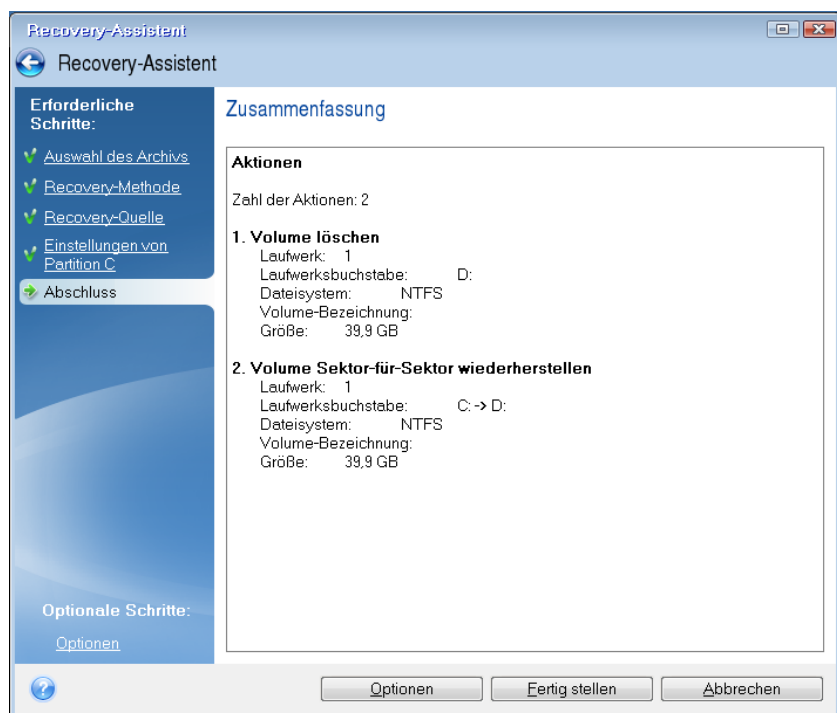 Recovery-Assistent
Recovery-Assistent
Erforderliche
Schritte:
Auswahl des Archivs
Recovery-Methode
Recovery-Quelle
Einstellungen von
Partition C
Abschluss
Optionale Schritte:
Optionen
Zusammenfassung
Aktionen
Zahl der Aktionen: 2
1. Volume löschen
Laufwerk: 1
Laufwerksbuchstabe: D:
Dateisystem: NTFS
Volume-Bezeichnung:
Größe: 39,9 GB
2. Volume Sektor-für-Sektor wiederherstellen
Laufwerk: 1
Laufwerksbuchstabe: C: -> D:
Dateisystem: NTFS
Volume-Bezeichnung:
Größe: 39,9 GB
Optionen
Fertig stellen
Abbrechen